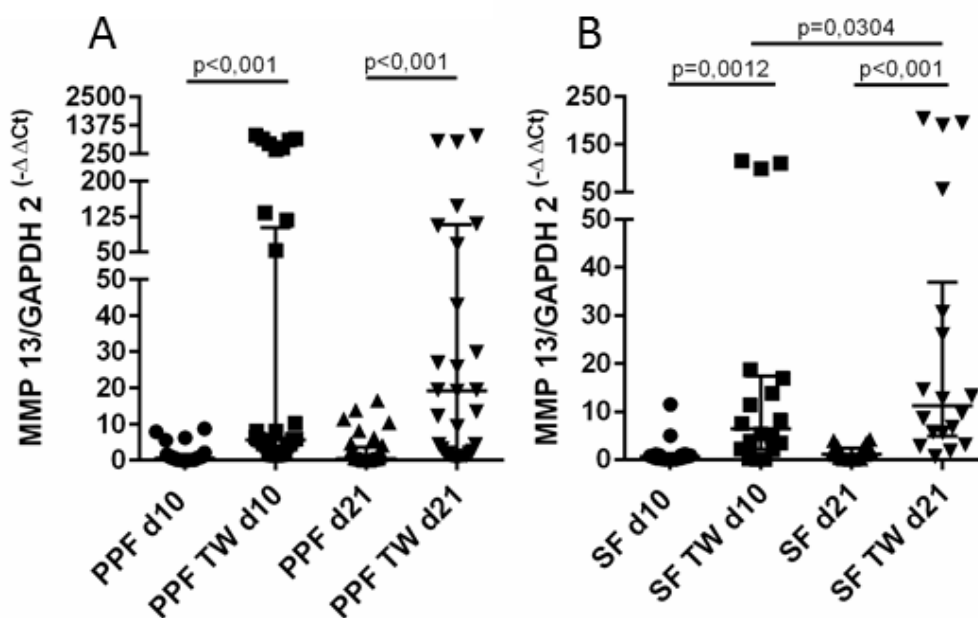 A
p<0,001
p<0,001
MMP 13/GAPDH 2(-Δ ΔCt)
2500
1375
250
200
125
50
50
40
30
20
10
0
PPF d10
PPF TW d10
PPF d21
PPF TW d21
B
p=0,0304
p=0,0012
p<0,001
MMP 13/GAPDH 2(-Δ ΔCt)
250
150
50
50
40
30
20
10
0
SF d10
SF TW d10
SF d21
SF TW d21